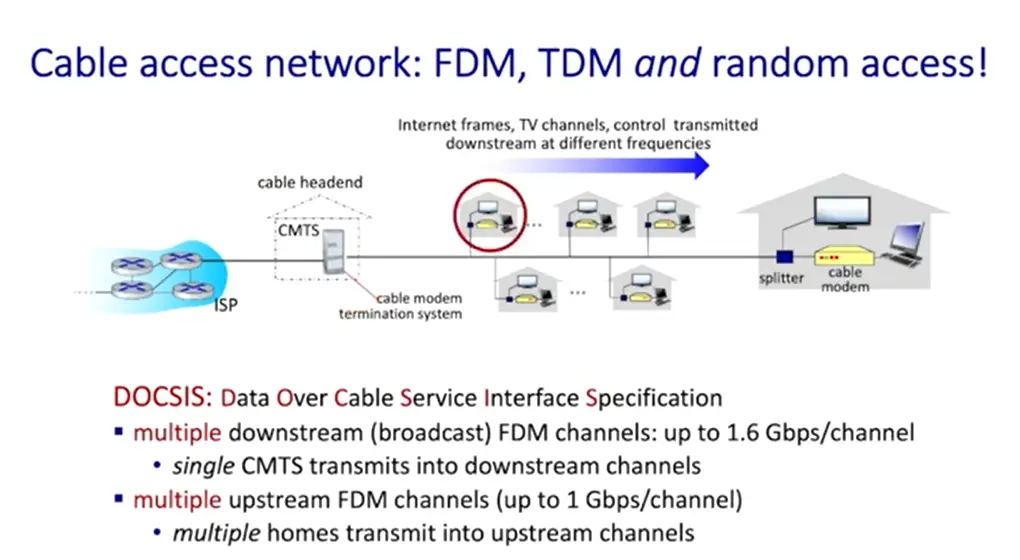 Cable access network: FDM, TDM and random access!
Internet frames, TV channels, control transmitted
downstream at different frequencies
cable headend
CMTS
...
ISP
cable modem
termination system
...
splitter
cable
modem
DOCSIS: Data Over Cable Service Interface Specification
▪ multiple downstream (broadcast) FDM channels: up to 1.6 Gbps/channel
• single CMTS transmits into downstream channels
▪ multiple upstream FDM channels (up to 1 Gbps/channel)
• multiple homes transmit into upstream channels